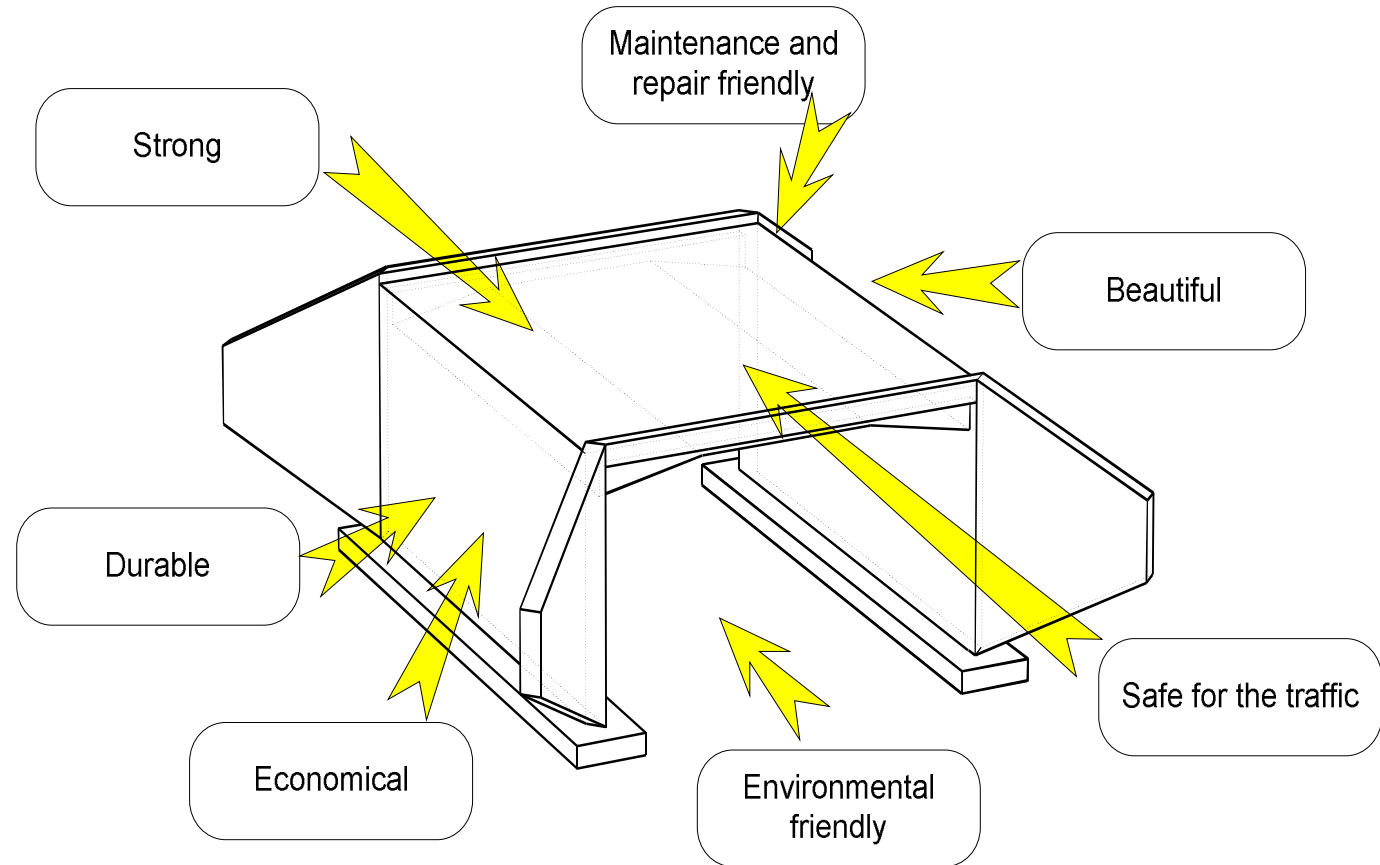 Maintenance and
repair friendly
Strong
Beautiful
Durable
Safe for the traffic
Economical
Environmental
friendly